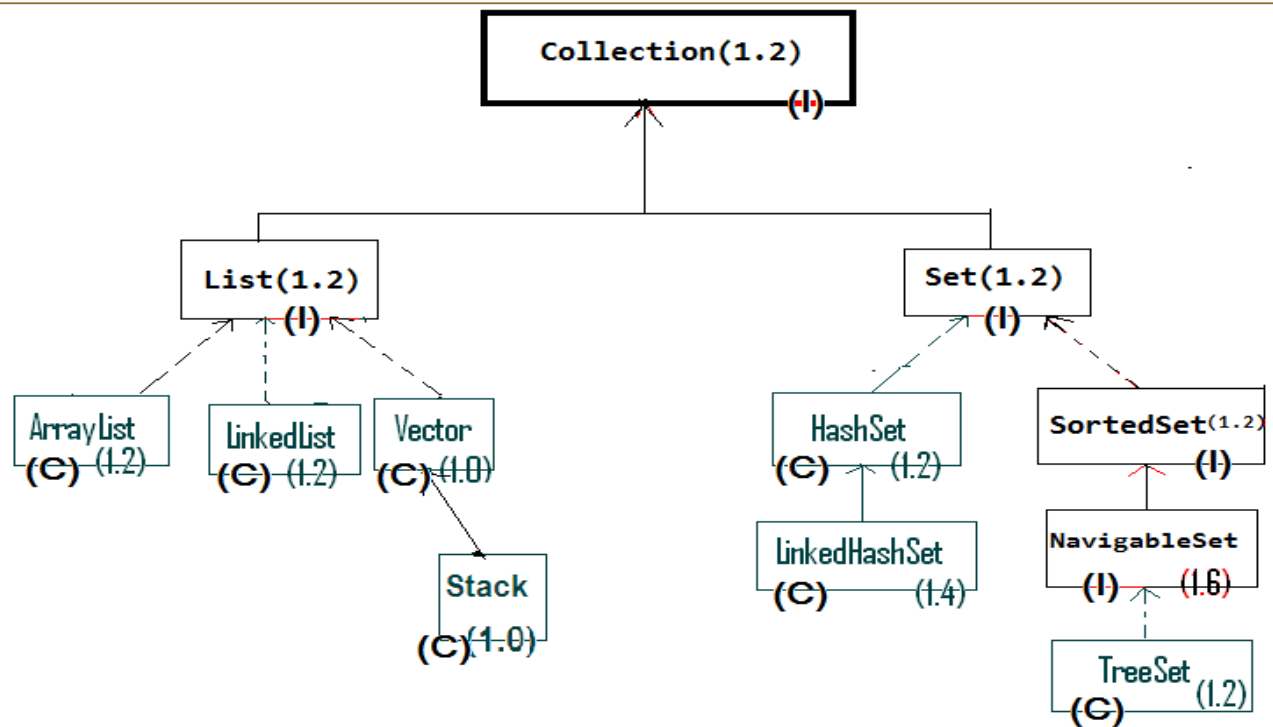 Collection(1.2)
(I)
List(1.2)
(I)
Set(1.2)
(I)
ArrayList
(C) (1.2)
LinkedList
(C) (1.2)
Vector
(C) (1.0)
HashSet
(C) (1.2)
SortedSet(1.2)
(I)
LinkedHashSet
(C) (1.4)
NavigableSet
(I) (1.6)
Stack
(C) (1.0)
TreeSet
(C) (1.2)